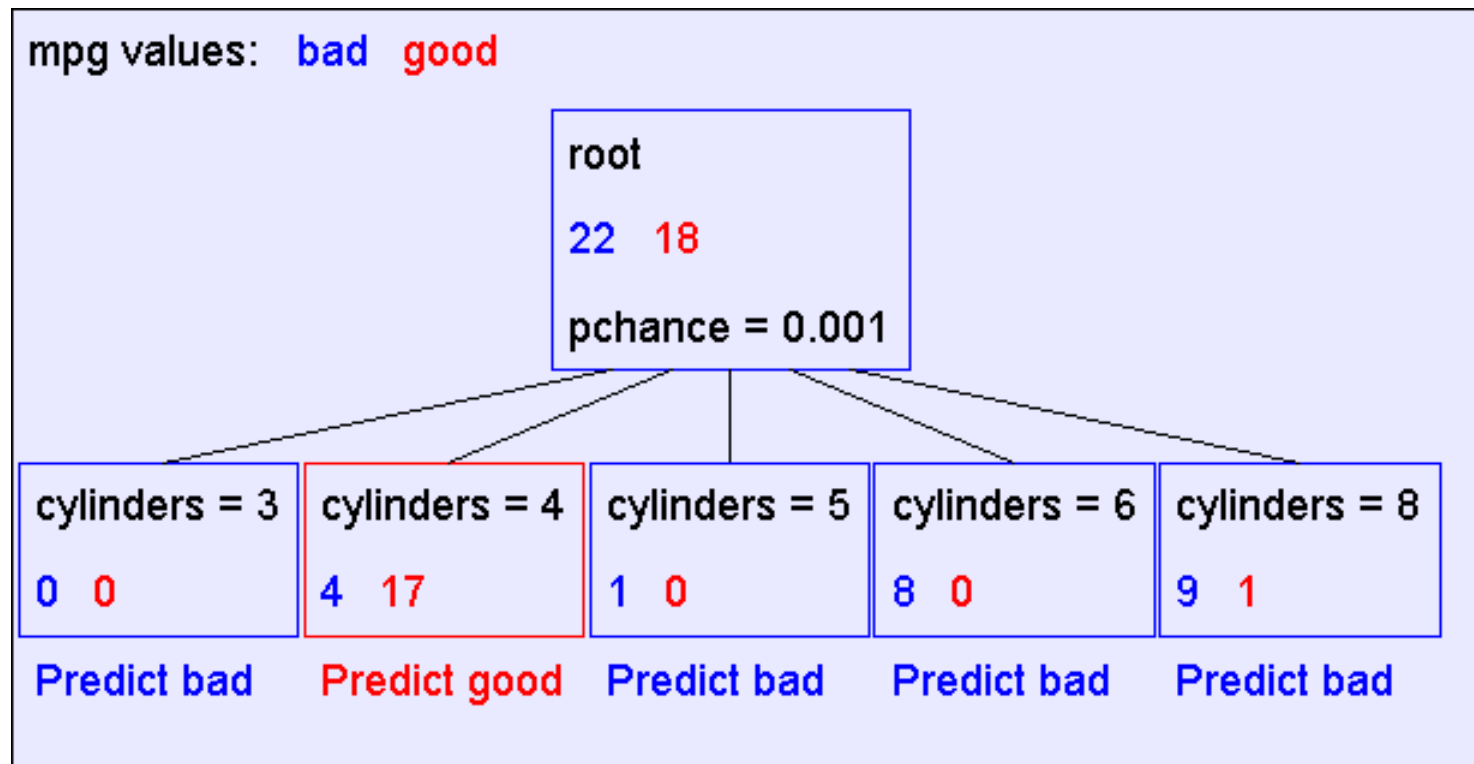 mpg values: bad good
root
22 18
pchance = 0.001
cylinders = 3
0 0
Predict bad
cylinders = 4
4 17
Predict good
cylinders = 5
1 0
Predict bad
cylinders = 6
8 0
Predict bad
cylinders = 8
9 1
Predict bad